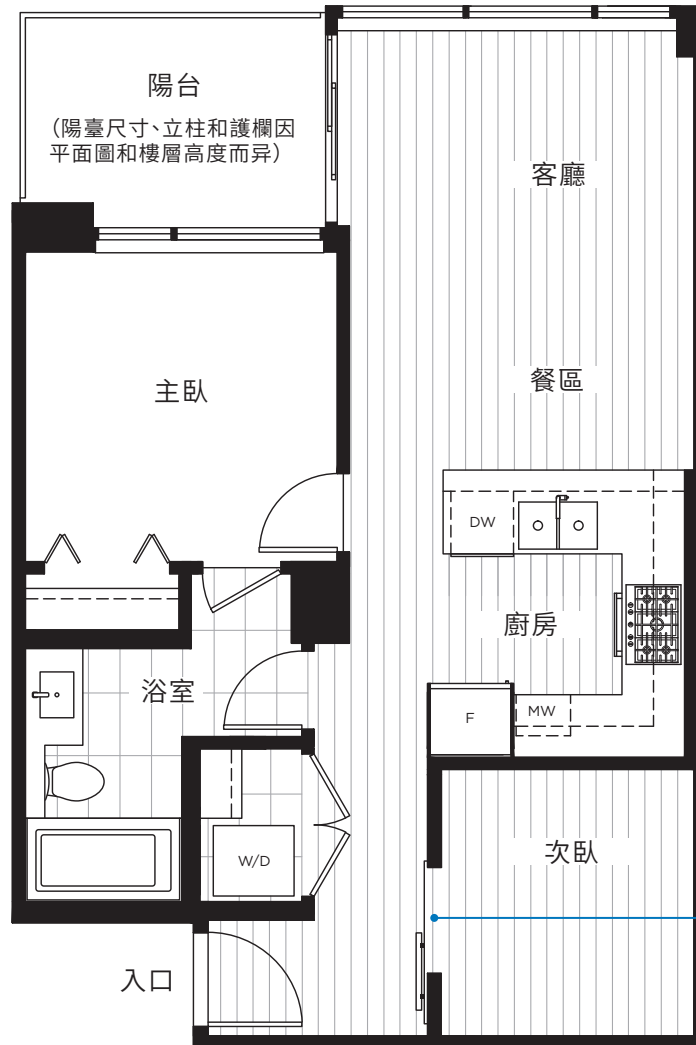 陽台
(陽臺尺寸、立柱和護欄因
平面圖和樓層高度而异)
客廳
主臥
餐區
DW
廚房
浴室
F
MW
W/D
次臥
入口